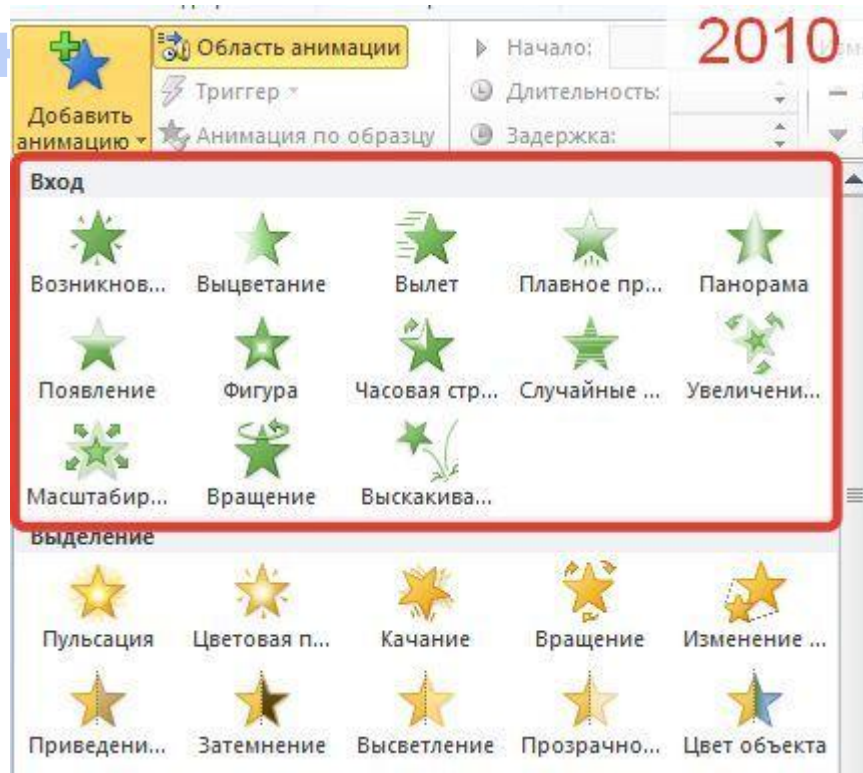 Область анимации
Начало:
2010
Триггер
Длительность:
Добавить анимацию
Анимация по образцу
Задержка:
Вход
Возникнов... Выцветание Вылет Плавное пр... Панорама
Появление Фигура Часовая стр... Случайные ... Увеличени...
Масштабир... Вращение Выскакива...
Выделение
Пульсация Цветовая п... Качание Вращение Изменение ...
Приведени... Затемнение Высветление Прозрачно... Цвет объекта